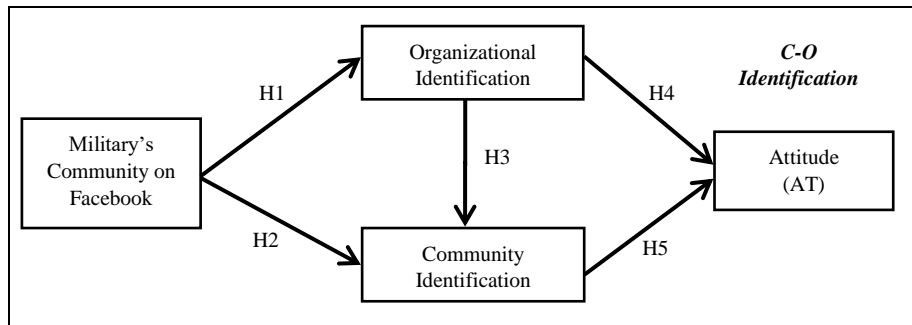 Organizational
Identification
C-O
Identification
H1
H4
Military's
Community on
Facebook
H3
Attitude
(AT)
H2
H5
Community
Identification